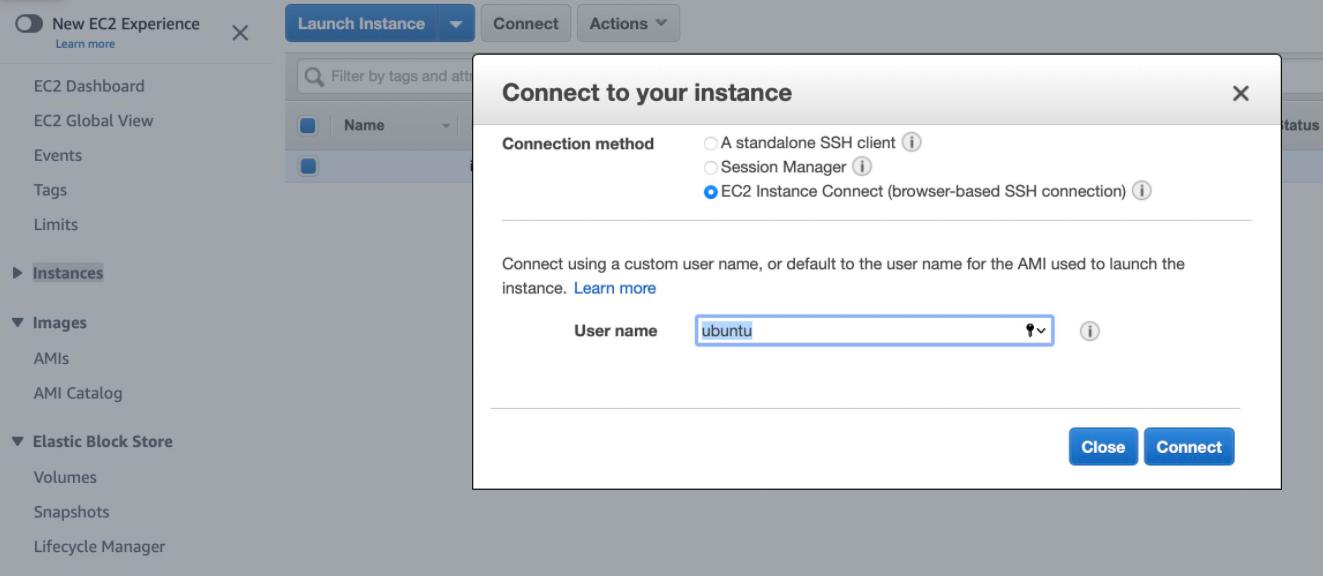 New EC2 Experience
Learn more
EC2 Dashboard
EC2 Global View
Events
Tags
Limits
Instances
Images
AMIs
AMI Catalog
Elastic Block Store
Volumes
Snapshots
Lifecycle Manager
Launch Instance Connect Actions
Filter by tags and
Name
Connect to your instance
Connection method
A standalone SSH client
Session Manager
EC2 Instance Connect (browser-based SSH connection)
Connect using a custom user name, or default to the user name for the AMI used to launch the
instance. Learn more
User name ubuntu
Close Connect